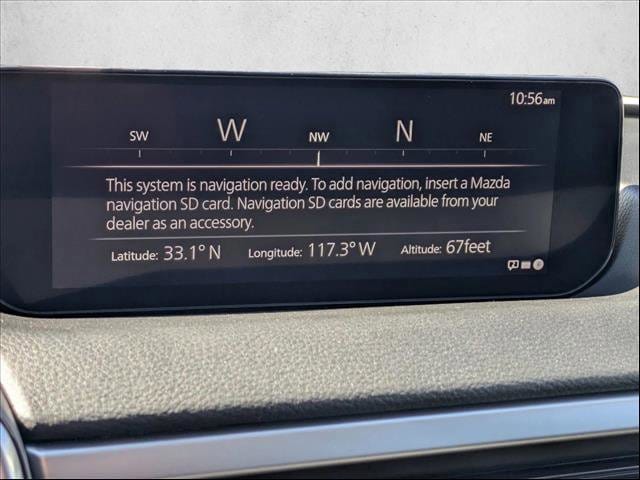 10:56am
SW W NW N NE
This system is navigation ready. To add navigation, insert a Mazda
navigation SD card. Navigation SD cards are available from your
dealer as an accessory.
Latitude: 33.1° N Longitude: 117.3° W Altitude: 67feet